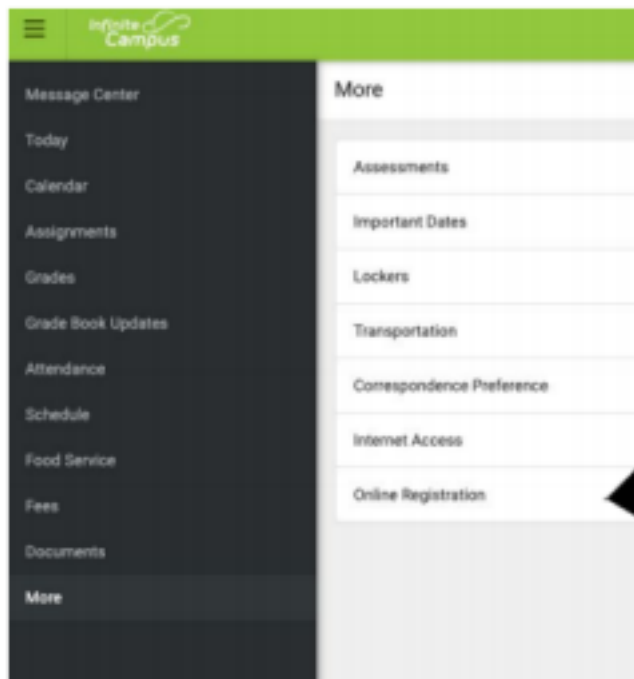 Infinite
Campus
Message Center
Today
Calendar
Assignments
Grades
Grade Book Updates
Attendance
Schedule
Food Service
Fees
Documents
More
More
Assessments
Important Dates
Lockers
Transportation
Correspondence Preference
Internet Access
Online Registration